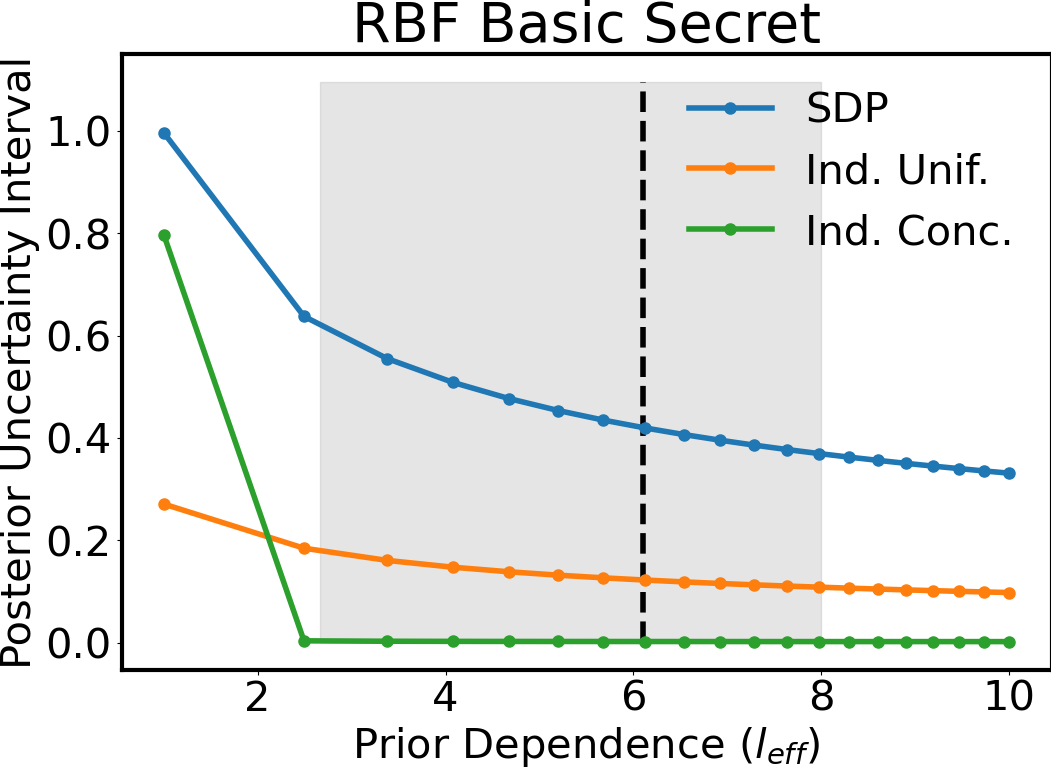 RBF Basic Secret
Posterior Uncertainty Interval
1.0
0.8
0.6
0.4
0.2
0.0
SDP
Ind. Unif.
Ind. Conc.
2 4 6 8 10
Prior Dependence (l_eff)